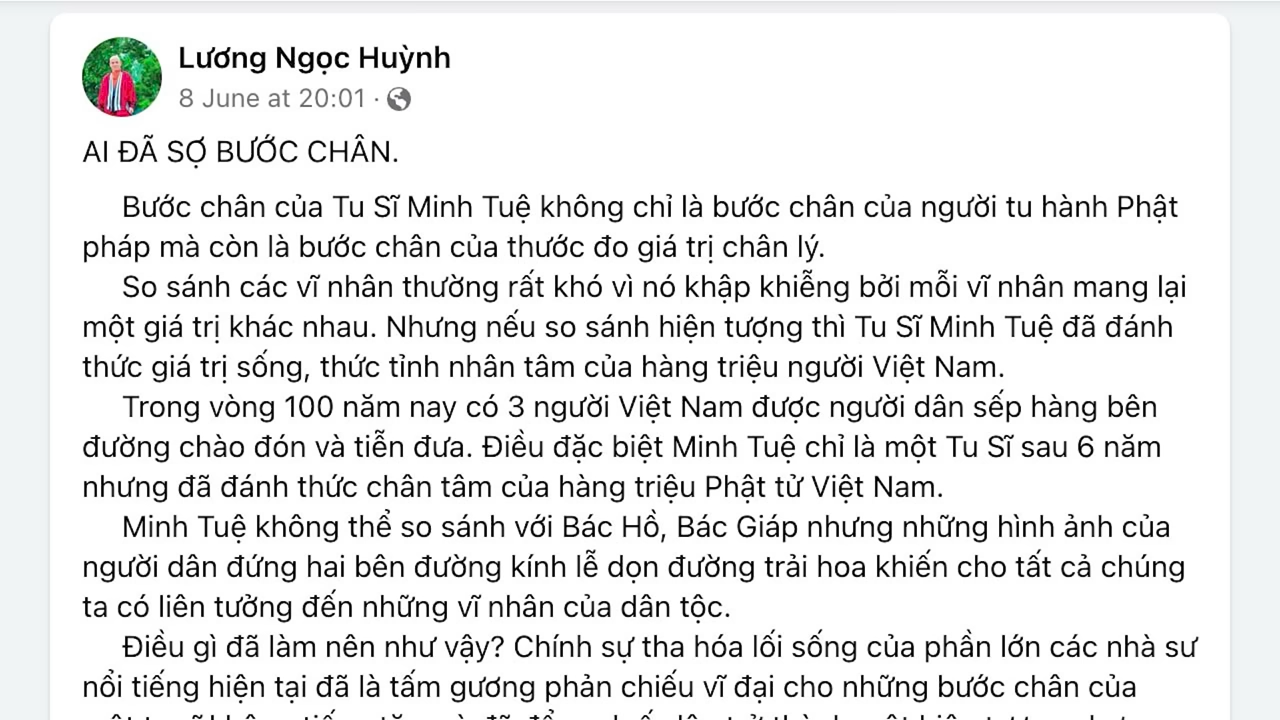 Lương Ngọc Huỳnh
8 June at 20:01 ·
AI ĐÃ SỢ BƯỚC CHÂN.
Bước chân của Tu Sĩ Minh Tuệ không chỉ là bước chân của người tu hành Phật
pháp mà còn là bước chân của thước đo giá trị chân lý.
So sánh các vĩ nhân thường rất khó vì nó khập khiễng bởi mỗi vĩ nhân mang lại
một giá trị khác nhau. Nhưng nếu so sánh hiện tượng thì Tu Sĩ Minh Tuệ đã đánh
thức giá trị sống, thức tỉnh nhân tâm của hàng triệu người Việt Nam.
Trong vòng 100 năm nay có 3 người Việt Nam được người dân sếp hàng bên
đường chào đón và tiễn đưa. Điều đặc biệt Minh Tuệ chỉ là một Tu Sĩ sau 6 năm
nhưng đã đánh thức chân tâm của hàng triệu Phật tử Việt Nam.
Minh Tuệ không thể so sánh với Bác Hồ, Bác Giáp nhưng những hình ảnh của
người dân đứng hai bên đường kính lễ dọn đường trải hoa khiến cho tất cả chúng
ta có liên tưởng đến những vĩ nhân của dân tộc.
Điều gì đã làm nên như vậy? Chính sự tha hóa lối sống của phần lớn các nhà sư
nổi tiếng hiện tại đã là tấm gương phản chiếu vĩ đại cho những bước chân của